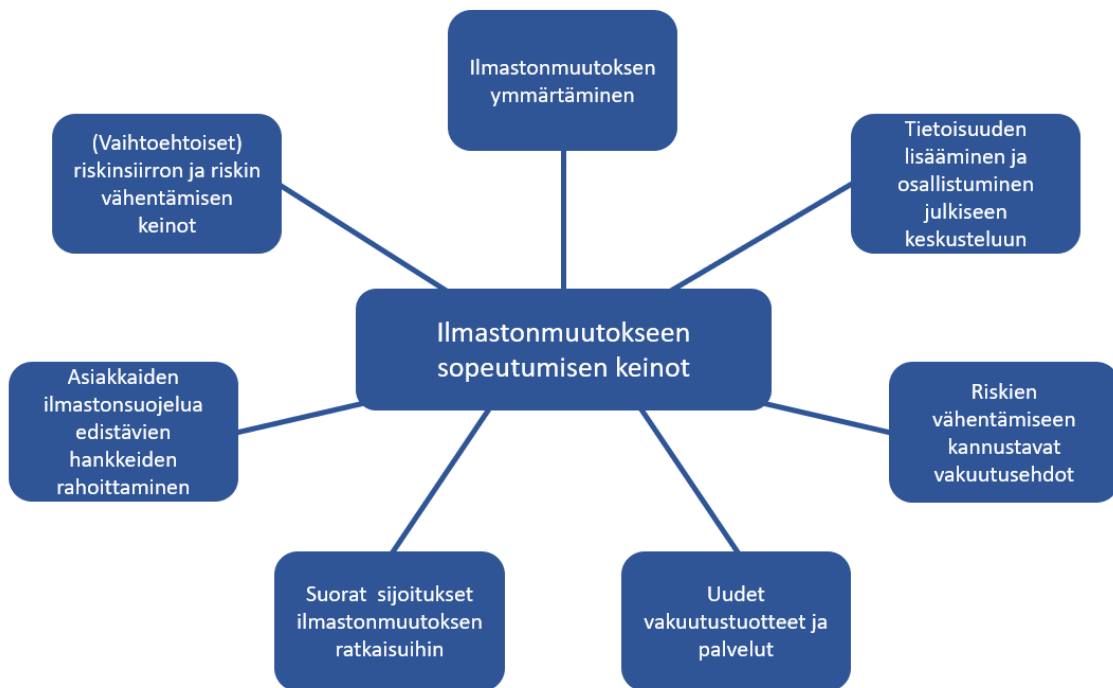 Ilmastonmuutoksen
ymmärtäminen
(Vaihtoehtoiset)
riskinsiirron ja riskin
vähentämisen
keinot
Tietoisuuden
lisääminen ja
osallistuminen
julkiseen
keskusteluun
Ilmastonmuutokseen
sopeutumisen keinot
Asiakkaiden
ilmastonsuojelua
edistävien
hankkeiden
rahoittaminen
Riskien
vähentämiseen
kannustavat
vakuutusehdot
Suorat sijoitukset
ilmastonmuutoksen
ratkaisuihin
Uudet
vakuutustuotteet ja
palvelut